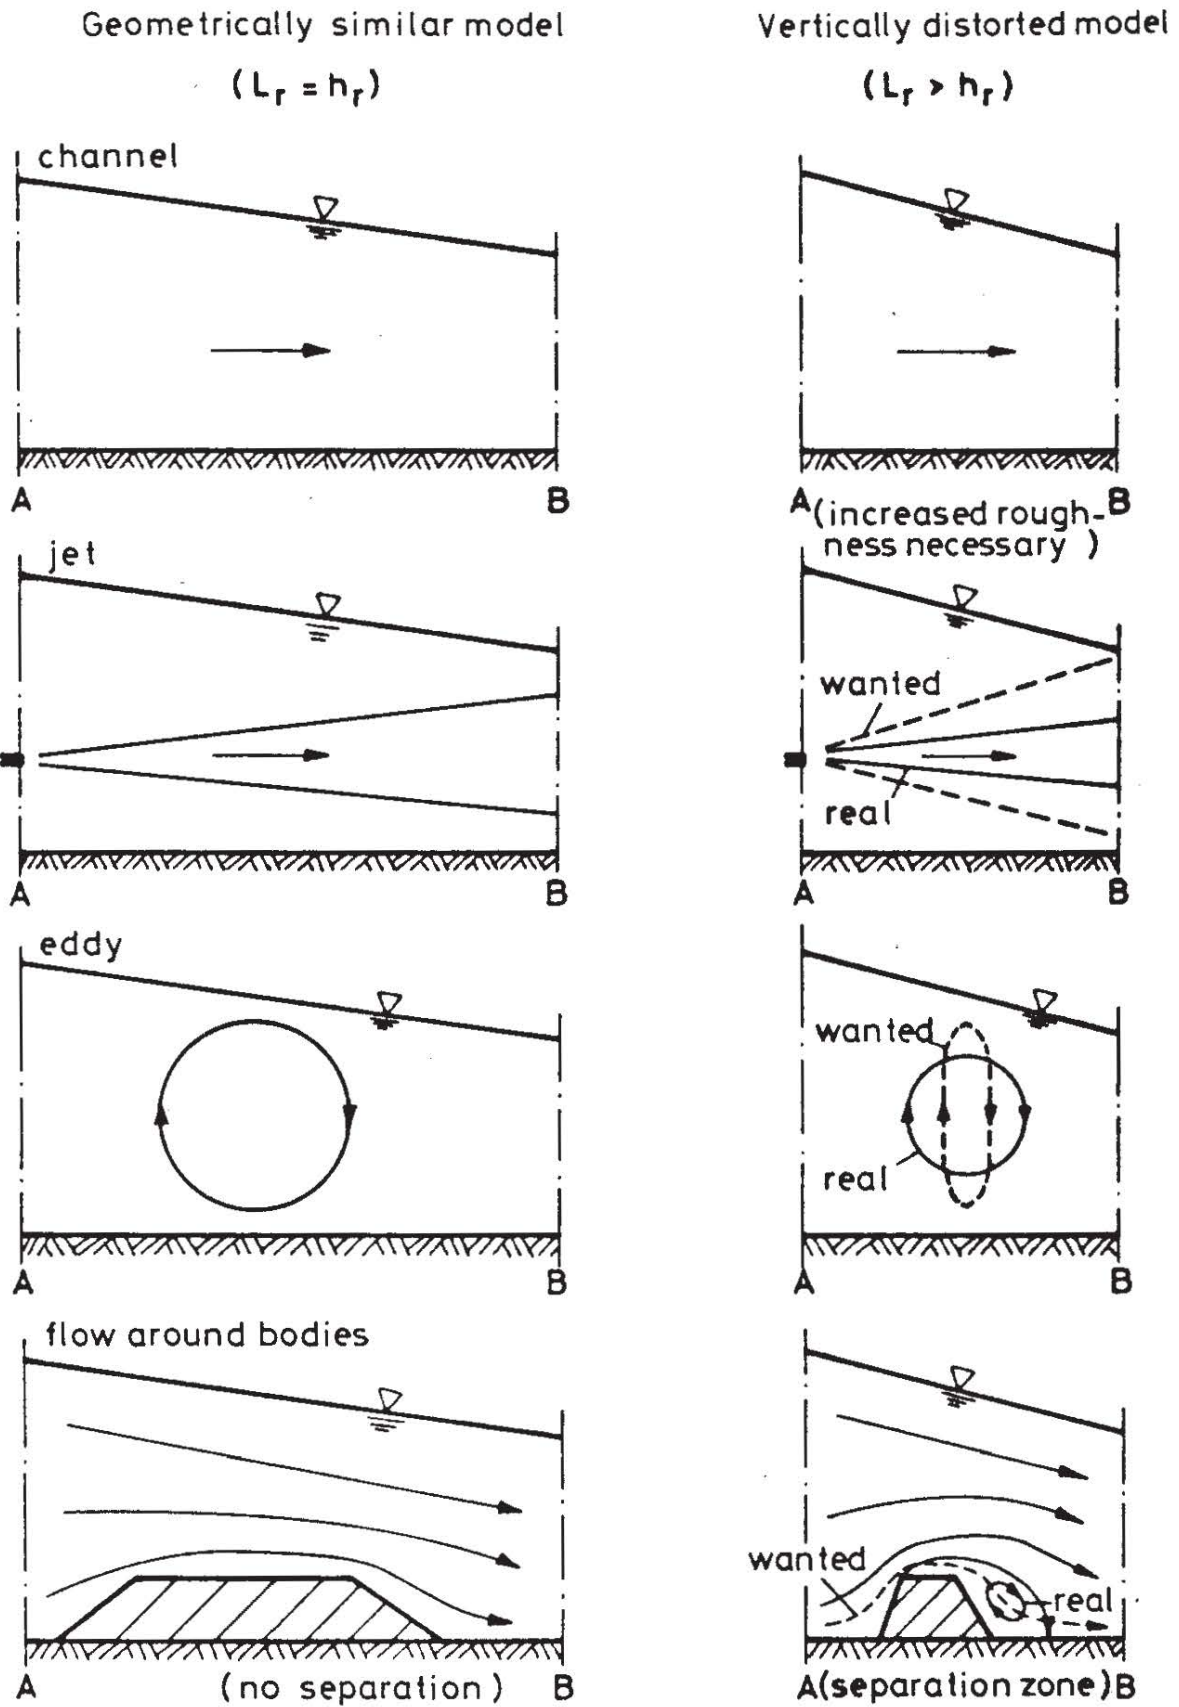 Geometrically similar model
(Lᵣ = hᵣ)
Vertically distorted model
(Lᵣ > hᵣ)
channel
A
B
A
B
(increased rough-
ness necessary )
jet
A
B
wanted
real
A
B
eddy
A
B
wanted
real
A
B
flow around bodies
A
(no separation)
B
wanted
real
A (separation zone) B